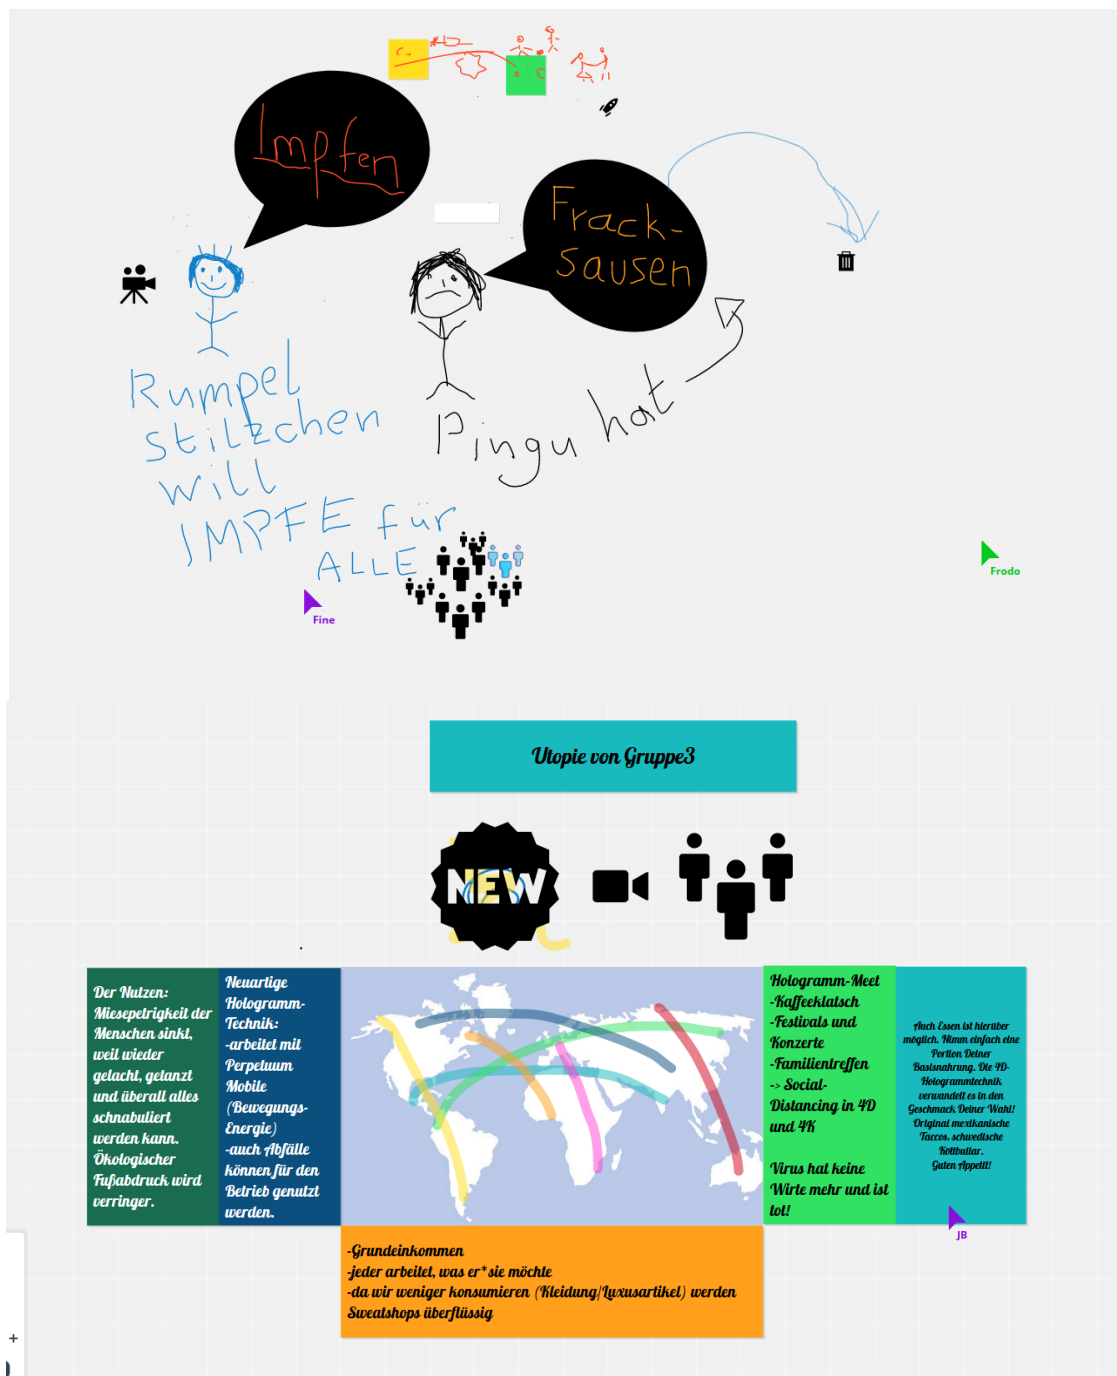 Impfen
Frack-
sausen
Rumpel
stilzchen
will
IMPFE für
ALLE
Pingu hat
Frodo
Fine
Utopie von Gruppe3
NEW
Der Nutzen:
Miesepetrigkeit der
Menschen sinkt,
weil wieder
gelacht, getanzt
und überall alles
schnabuliert
werden kann.
Ökologischer
Fußabdruck wird
verringer.
Neuartige
Hologramm-
Technik:
-arbeitet mit
Perpetuum
Mobile
(Bewegungs-
Energie)
-auch Abfälle
können für den
Betrieb genutzt
werden.
Hologramm-Meet
-Kaffeeklatsch
-Festivals und
Konzerte
-Familientreffen
-> Social-
Distancing in 4D
und 4K
Virus hat keine
Wirte mehr und ist
tot!
Auch Essen ist hierüber
möglich. Nimm einfach eine
Portion Deiner
Basisnahrung. Die 4D-
Hologrammtechnik
verwandelt es in den
Geschmack Deiner Wahl!
Original mexikanische
Taccos, schwedische
Köttbullar.
Guten Appetit!
JB
-Grundeinkommen
-jeder arbeitet, was er*sie möchte
-da wir weniger konsumieren (Kleidung/Luxusartikel) werden
Sweatshops überflüssig